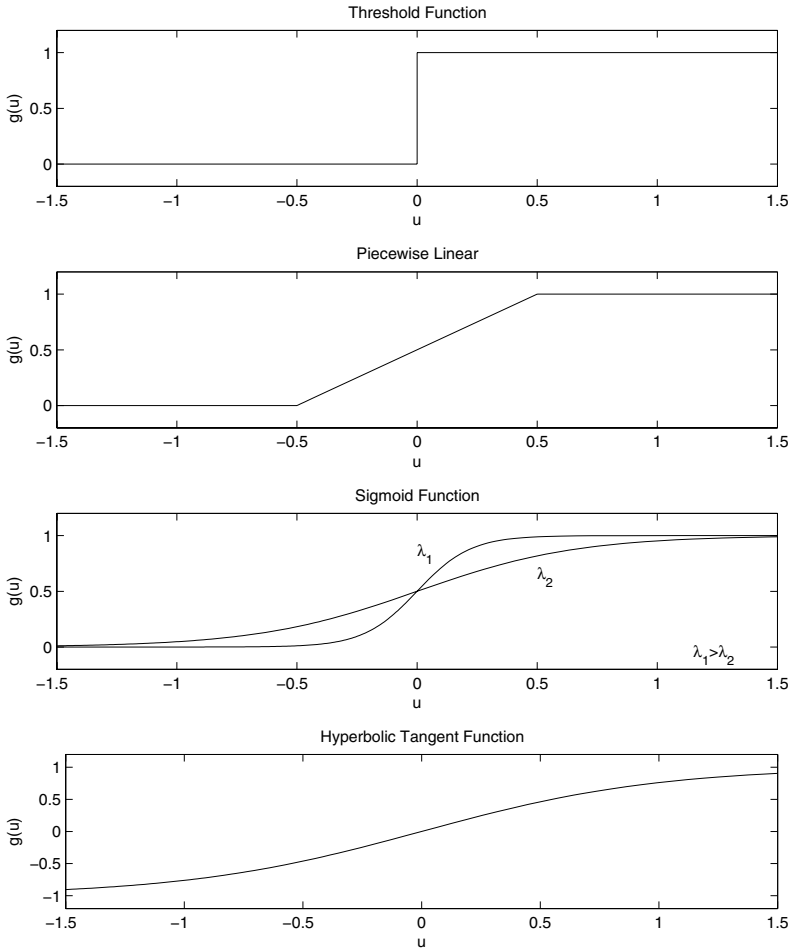 Threshold Function
1
0.5
0
g(u)
−1.5 −1 −0.5 0 0.5 1 1.5
u
Piecewise Linear
1
0.5
0
g(u)
−1.5 −1 −0.5 0 0.5 1 1.5
u
Sigmoid Function
1
0.5
0
g(u)
λ1
λ2
λ1>λ2
−1.5 −1 −0.5 0 0.5 1 1.5
u
Hyperbolic Tangent Function
1
0.5
0
−0.5
−1
g(u)
−1.5 −1 −0.5 0 0.5 1 1.5
u